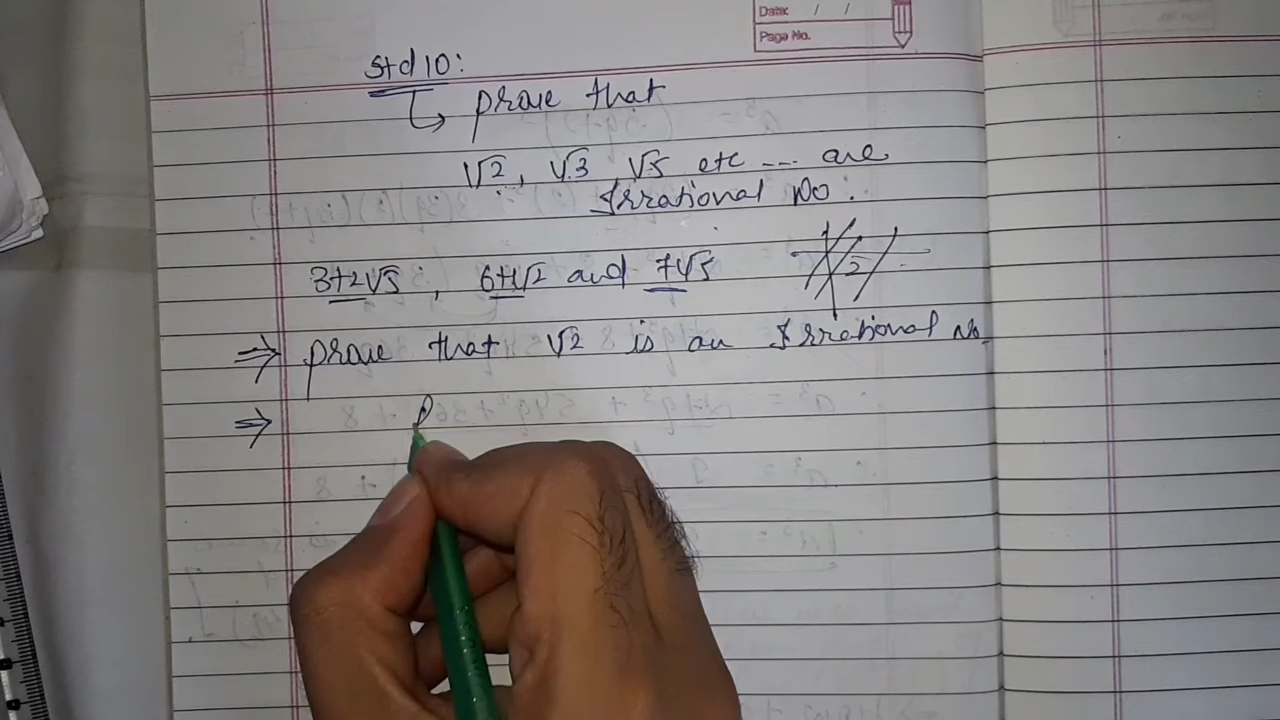 Date: / /
Page No.
std 10:
prove that
√2, √3, √5 etc --- are
Irrational No:
3+2√5, 6+√2 and 7√5
2
⇒ prove that √2 is an Irrational No.
⇒ p